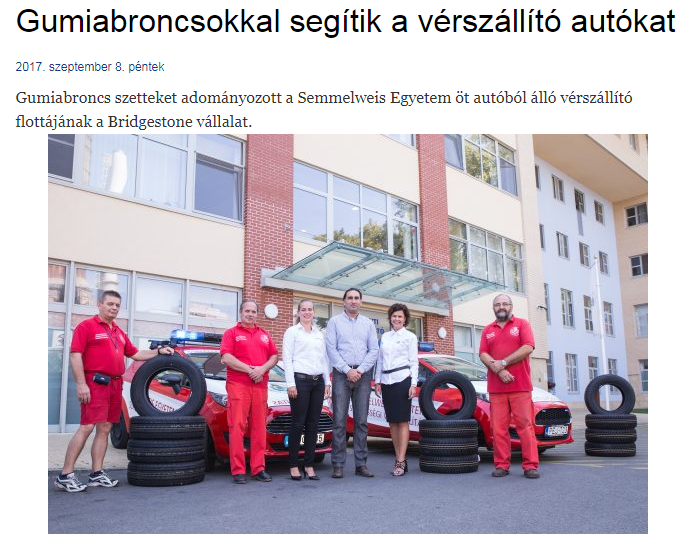 Gumiabroncsokkal segítik a vérszállító autókat
2017. szeptember 8. péntek
Gumiabroncs szetteket adományozott a Semmelweis Egyetem öt autóból álló vérszállító
flottájának a Bridgestone vállalat.